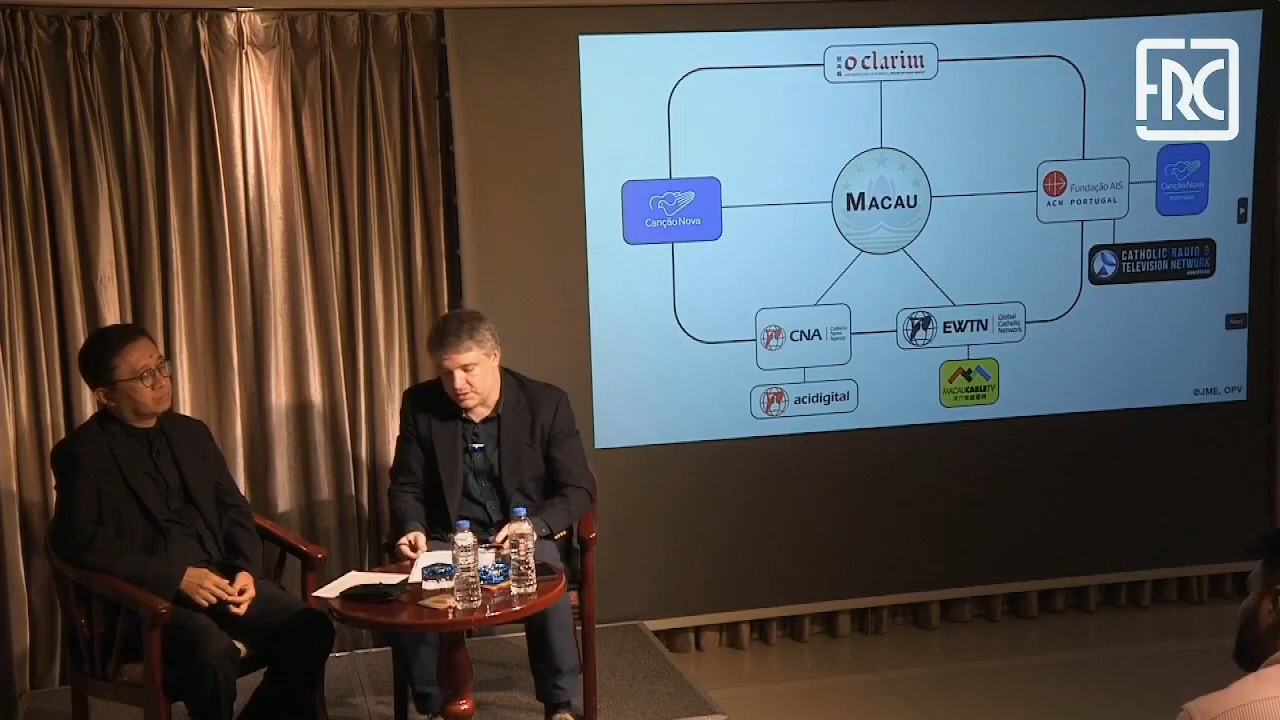 o clarim
FRC
Canção Nova
MACAU
Fundação AIS
ACN PORTUGAL
Canção Nova
PORTUGAL
CATHOLIC RADIO &
TELEVISION NETWORK
CNA
Catholic
News
Agency
EWTN
Global
Catholic
Network
acidigital
MACAUCABLETV
Next
©JME, OPV